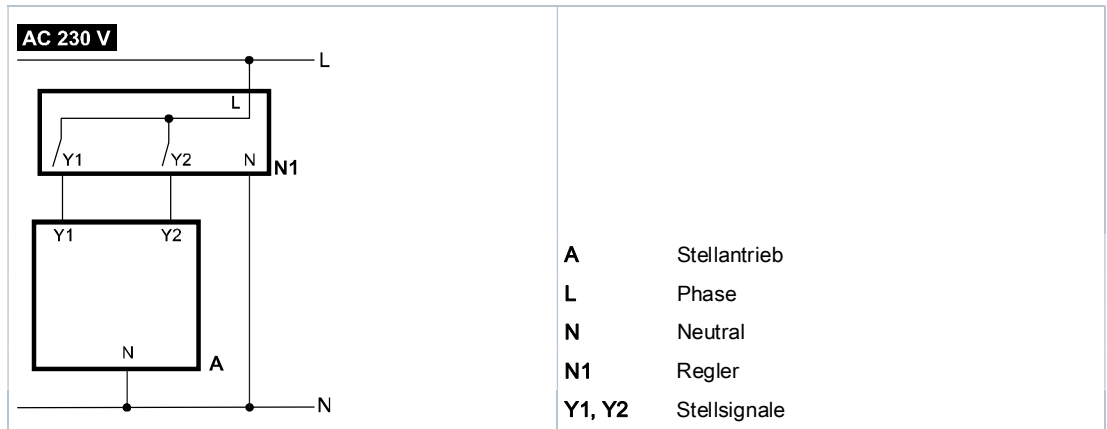 AC 230 V
L
L
Y1 Y2 N
N1
Y1 Y2
N
A
N
A Stellantrieb
L Phase
N Neutral
N1 Regler
Y1, Y2 Stellsignale